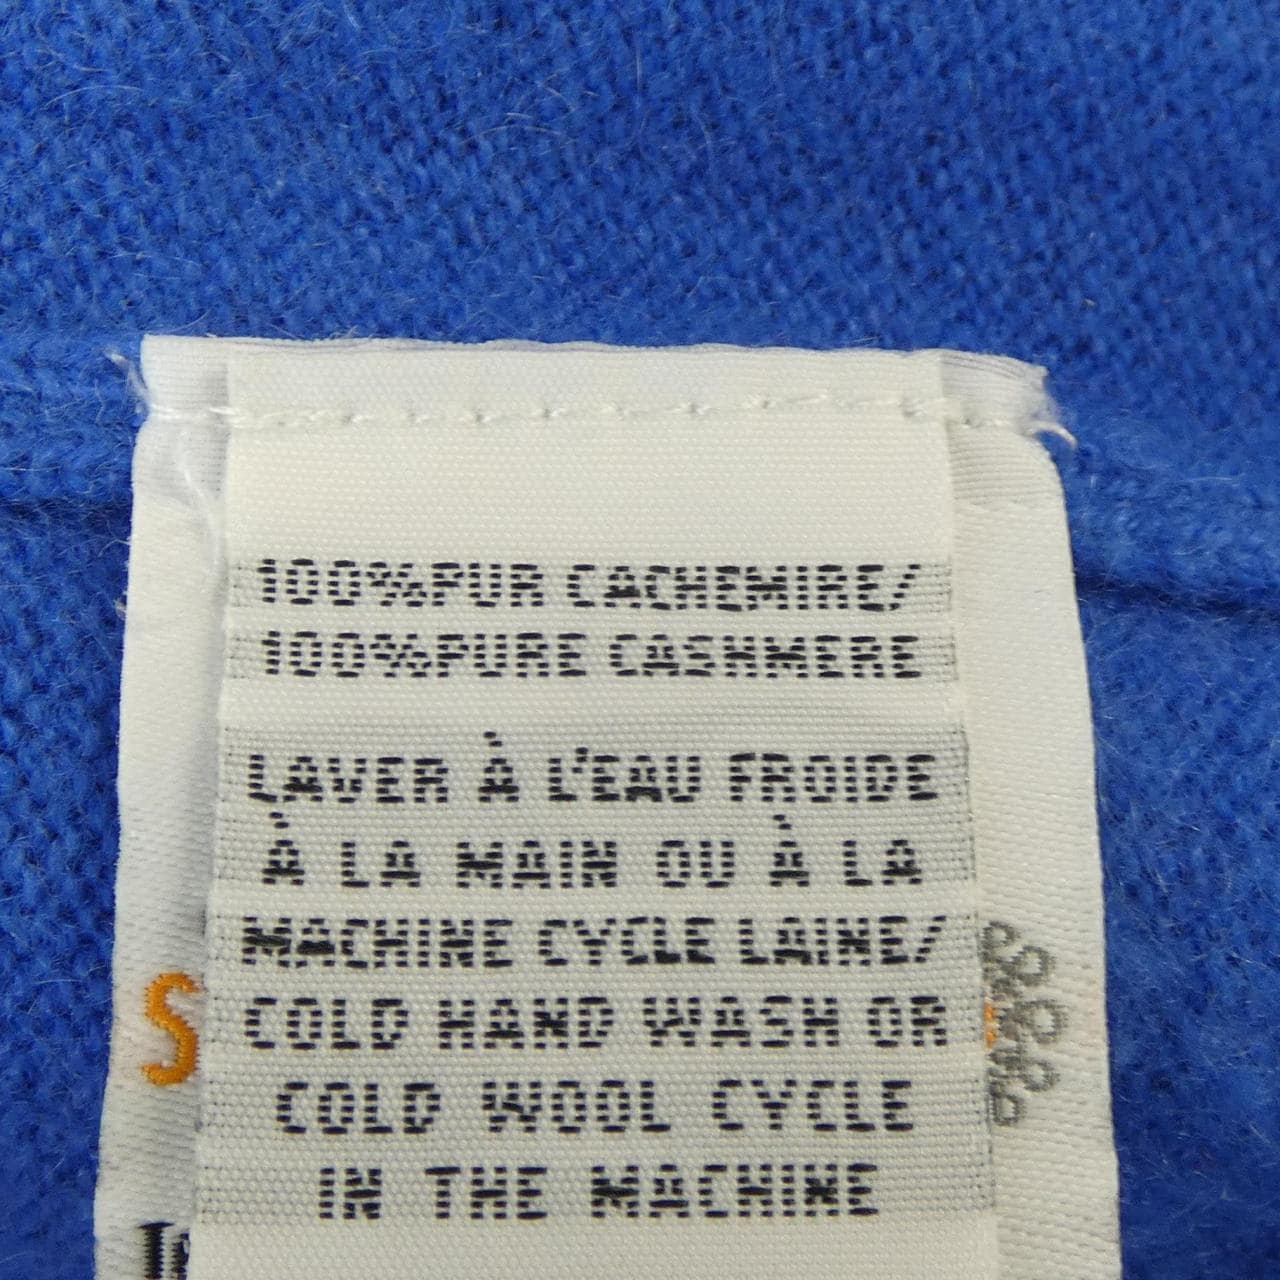 100%PUR CACHEMIRE/
100%PURE CASHMERE
LAVER À L'EAU FROIDE
À LA MAIN OU À LA
MACHINE CYCLE LAINE/
COLD HAND WASH OR
COLD WOOL CYCLE
IN THE MACHINE
S